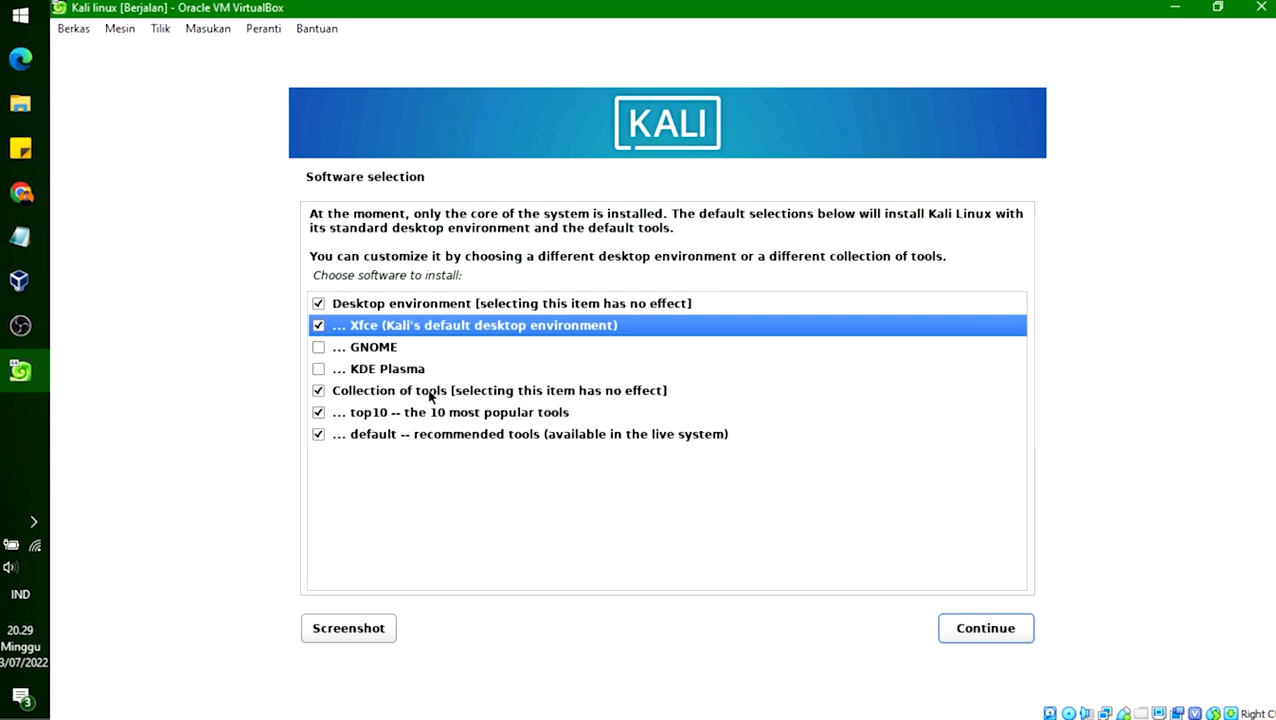 Kali linux [Berjalan] - Oracle VM VirtualBox
Berkas Mesin Tilik Masukan Peranti Bantuan
KALI
Software selection
At the moment, only the core of the system is installed. The default selections below will install Kali Linux with
its standard desktop environment and the default tools.
You can customize it by choosing a different desktop environment or a different collection of tools.
Choose software to install:
Desktop environment [selecting this item has no effect]
... Xfce (Kali's default desktop environment)
... GNOME
... KDE Plasma
Collection of tools [selecting this item has no effect]
... top10 -- the 10 most popular tools
... default -- recommended tools (available in the live system)
Screenshot Continue
IND
20.29
Minggu
3/07/2022
3
Right C